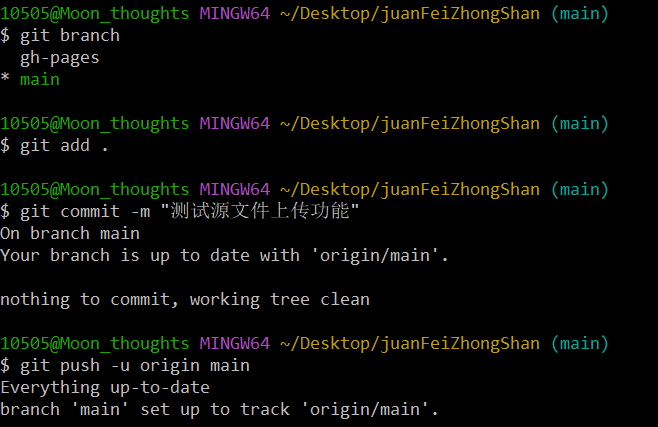 10505@Moon_thoughts MINGW64 ~/Desktop/juanFeiZhongShan (main)
$ git branch
  gh-pages
* main
10505@Moon_thoughts MINGW64 ~/Desktop/juanFeiZhongShan (main)
$ git add .
10505@Moon_thoughts MINGW64 ~/Desktop/juanFeiZhongShan (main)
$ git commit -m "测试源文件上传功能"
On branch main
Your branch is up to date with 'origin/main'.
nothing to commit, working tree clean
10505@Moon_thoughts MINGW64 ~/Desktop/juanFeiZhongShan (main)
$ git push -u origin main
Everything up-to-date
branch 'main' set up to track 'origin/main'.